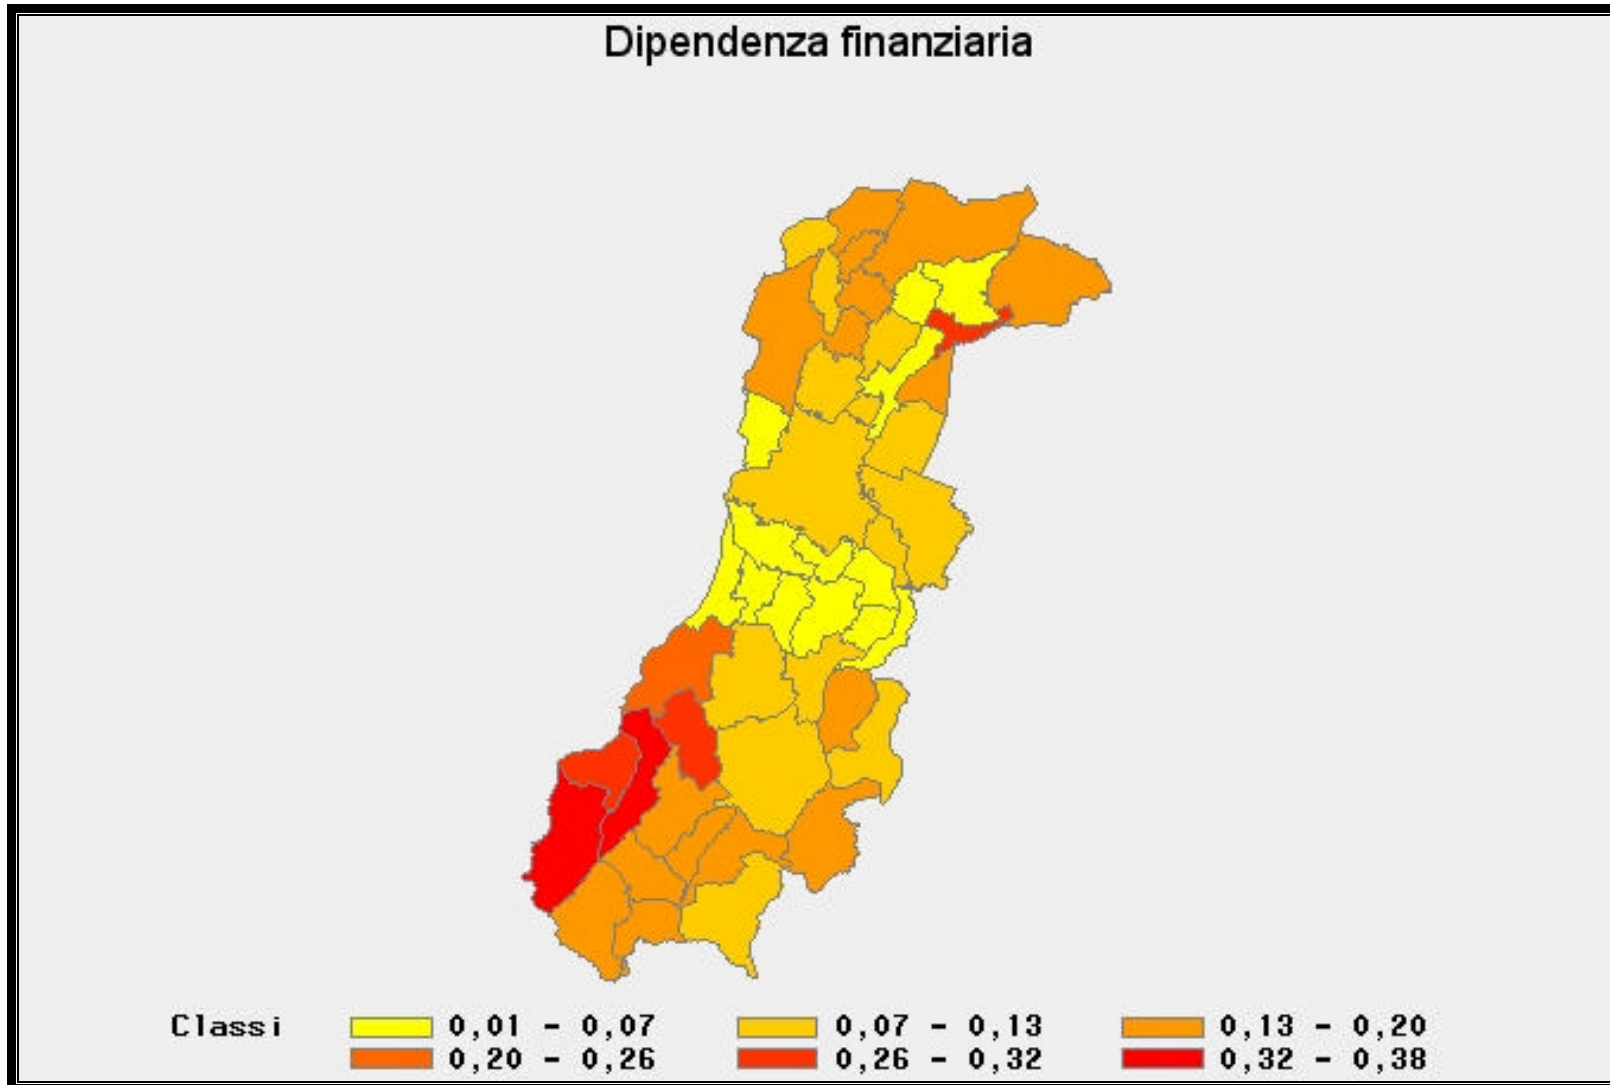 Dipendenza finanziaria
Classi 0,01 - 0,07 0,07 - 0,13 0,13 - 0,20
0,20 - 0,26 0,26 - 0,32 0,32 - 0,38